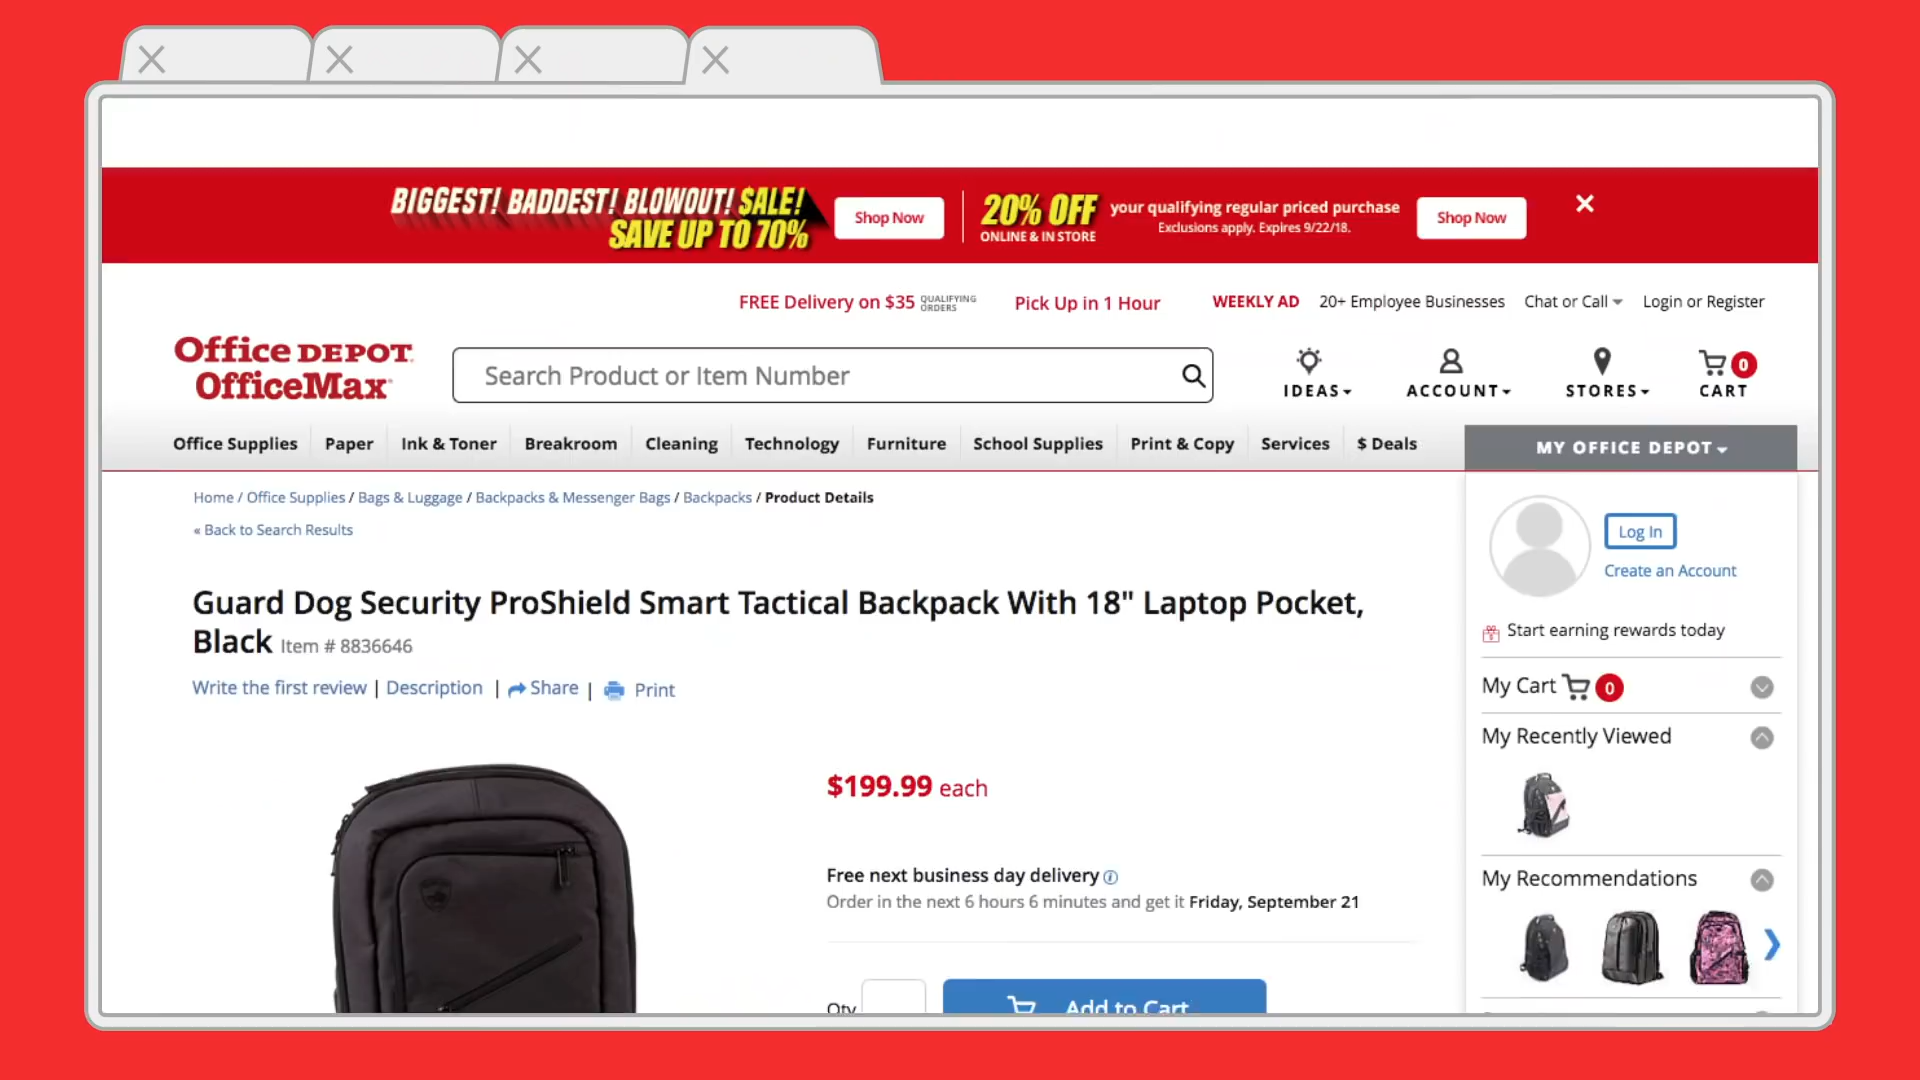 BIGGEST! BADDEST! BLOWOUT! $ALE!
SAVE UP TO 70%
Shop Now
20% OFF
ONLINE & IN STORE
your qualifying regular priced purchase
Exclusions apply. Expires 9/22/18.
Shop Now
FREE Delivery on $35 QUALIFYING ORDERS
Pick Up in 1 Hour
WEEKLY AD
20+ Employee Businesses
Chat or Call
Login or Register
Office DEPOT
OfficeMax
Search Product or Item Number
IDEAS
ACCOUNT
STORES
0
CART
Office Supplies
Paper
Ink & Toner
Breakroom
Cleaning
Technology
Furniture
School Supplies
Print & Copy
Services
$ Deals
MY OFFICE DEPOT
Home / Office Supplies / Bags & Luggage / Backpacks & Messenger Bags / Backpacks / Product Details
« Back to Search Results
Log In
Create an Account
Guard Dog Security ProShield Smart Tactical Backpack With 18" Laptop Pocket,
Black Item # 8836646
Write the first review | Description | Share | Print
Start earning rewards today
My Cart 0
My Recently Viewed
My Recommendations
$199.99 each
Free next business day delivery
Order in the next 6 hours 6 minutes and get it Friday, September 21
Qty
Add to Cart